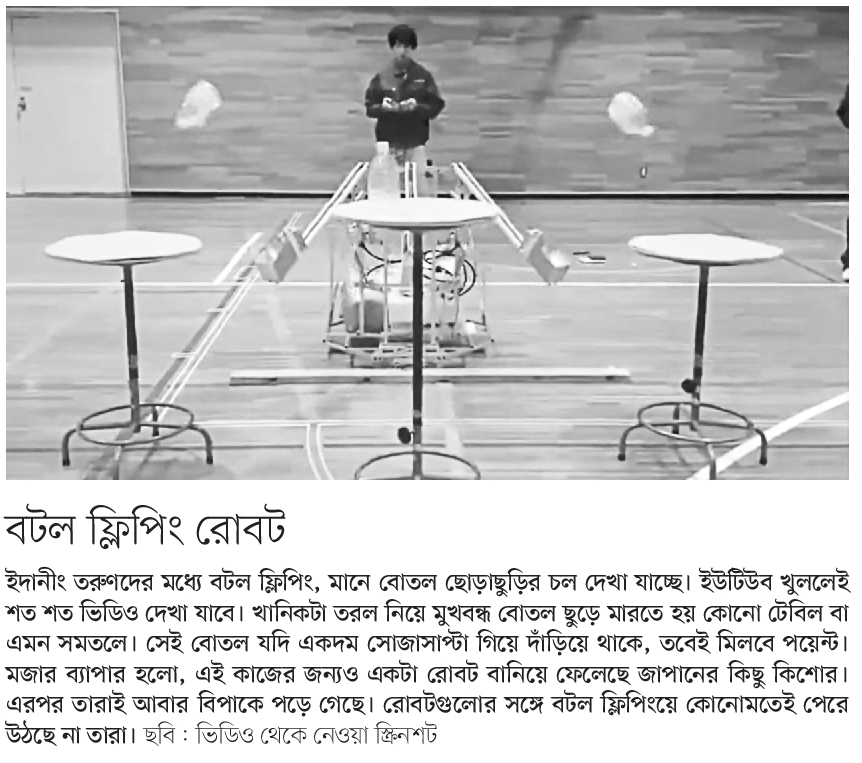 বটল ফ্লিপিং রোবট
ইদানীং তরুণদের মধ্যে বটল ফ্লিপিং, মানে বোতল ছোড়াছুড়ির চল দেখা যাচ্ছে। ইউটিউব খুললেই
শত শত ভিডিও দেখা যাবে। খানিকটা তরল নিয়ে মুখবন্ধ বোতল ছুড়ে মারতে হয় কোনো টেবিল বা
এমন সমতলে। সেই বোতল যদি একদম সোজাসাপ্টা গিয়ে দাঁড়িয়ে থাকে, তবেই মিলবে পয়েন্ট।
মজার ব্যাপার হলো, এই কাজের জন্যও একটা রোবট বানিয়ে ফেলেছে জাপানের কিছু কিশোর।
এরপর তারাই আবার বিপাকে পড়ে গেছে। রোবটগুলোর সঙ্গে বটল ফ্লিপিংয়ে কোনোমতেই পেরে
উঠছে না তারা। ছবি : ভিডিও থেকে নেওয়া স্ক্রিনশট